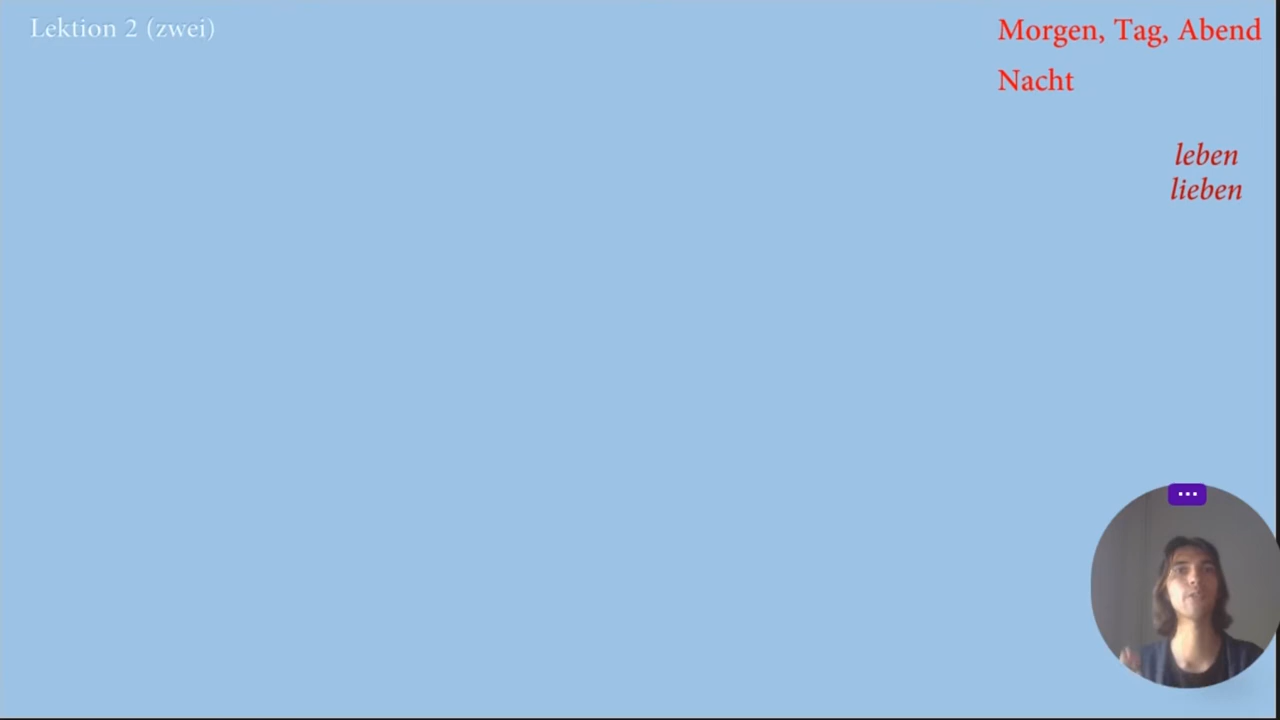 Lektion 2 (zwei)
Morgen, Tag, Abend
Nacht
leben
lieben